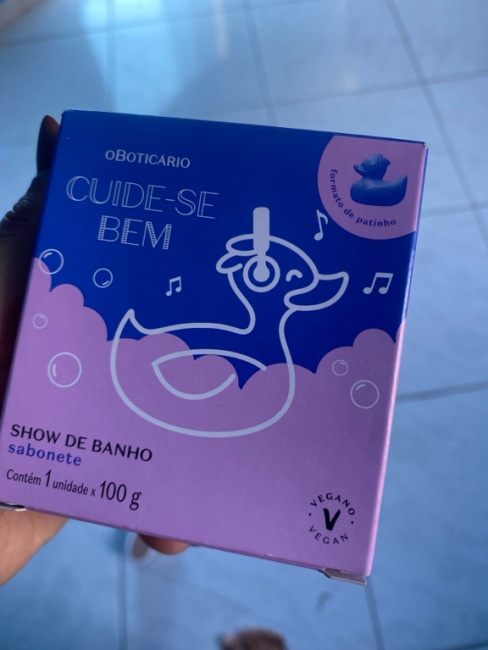 oBOTICÁRIO
CUIDE-SE
BEM
formato de patinho
SHOW DE BANHO
sabonete
Contém 1 unidade x 100 g
VEGANO
V
VEGAN